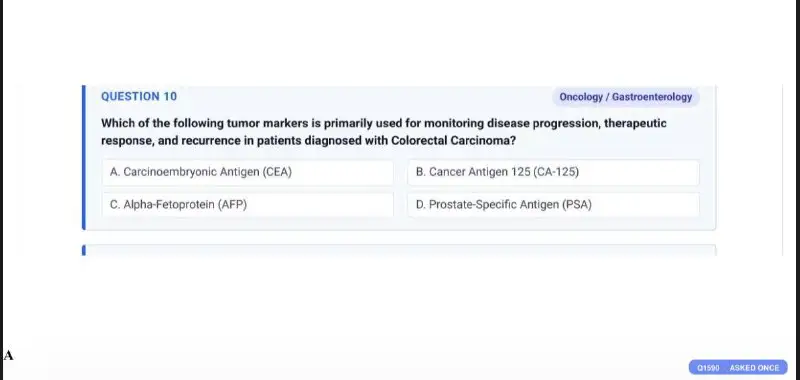 QUESTION 10
Oncology / Gastroenterology
Which of the following tumor markers is primarily used for monitoring disease progression, therapeutic
response, and recurrence in patients diagnosed with Colorectal Carcinoma?
A. Carcinoembryonic Antigen (CEA)
B. Cancer Antigen 125 (CA-125)
C. Alpha-Fetoprotein (AFP)
D. Prostate-Specific Antigen (PSA)
A
Q1590 ASKED ONCE